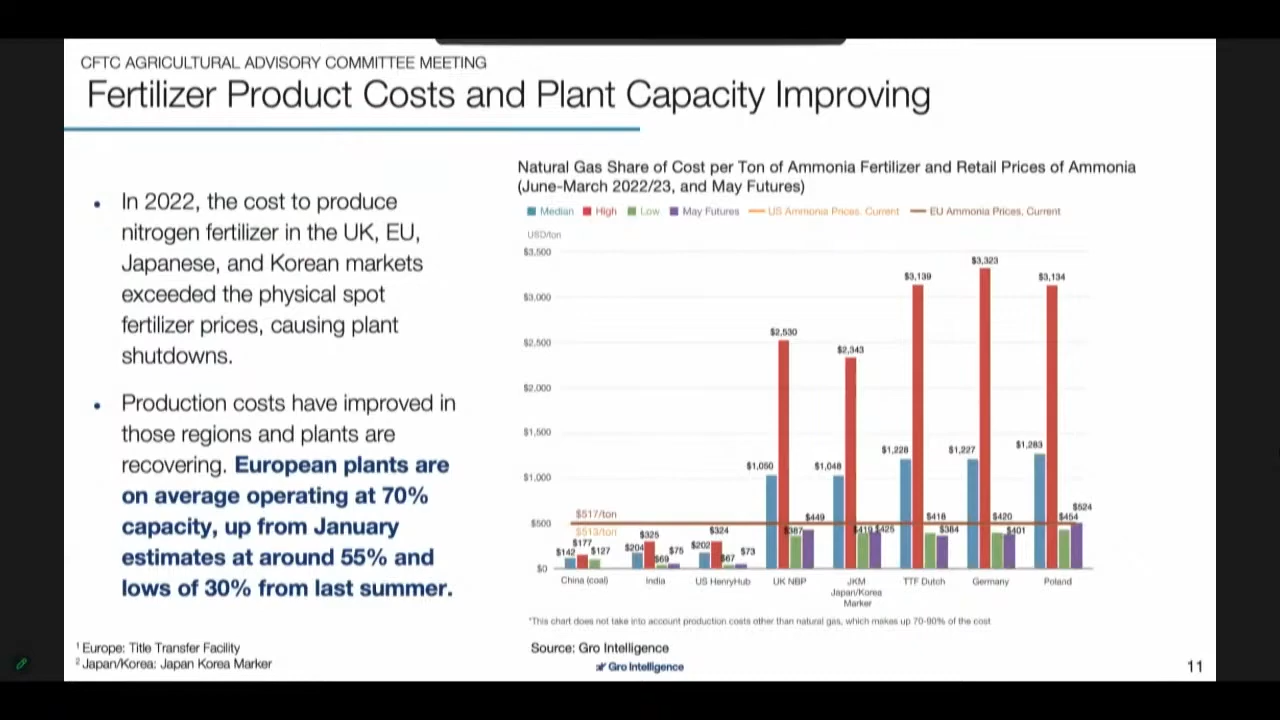 CFTC AGRICULTURAL ADVISORY COMMITTEE MEETING
Fertilizer Product Costs and Plant Capacity Improving
• In 2022, the cost to produce
nitrogen fertilizer in the UK, EU,
Japanese, and Korean markets
exceeded the physical spot
fertilizer prices, causing plant
shutdowns.
• Production costs have improved in
those regions and plants are
recovering. European plants are
on average operating at 70%
capacity, up from January
estimates at around 55% and
lows of 30% from last summer.
¹ Europe: Title Transfer Facility
² Japan/Korea: Japan Korea Marker
Natural Gas Share of Cost per Ton of Ammonia Fertilizer and Retail Prices of Ammonia
(June-March 2022/23, and May Futures)
Median High Low May Futures US Ammonia Prices, Current EU Ammonia Prices, Current
USD/ton
$3,500
$3,000
$2,500
$2,000
$1,500
$1,000
$500
$0
$517/ton
$513/ton
$142 $177 $127
$204 $325 $69 $75
$202 $324 $67 $73
$1,050 $2,530 $387 $449
$1,048 $2,343 $419 $425
$1,228 $3,139 $418 $384
$1,227 $3,323 $420 $401
$1,283 $3,134 $454 $524
China (coal) India US HenryHub UK NBP JKM TTF Dutch Germany Poland
Japan/Korea
Marker
*This chart does not take into account production costs other than natural gas, which makes up 70-90% of the cost
Source: Gro Intelligence
Gro Intelligence
11